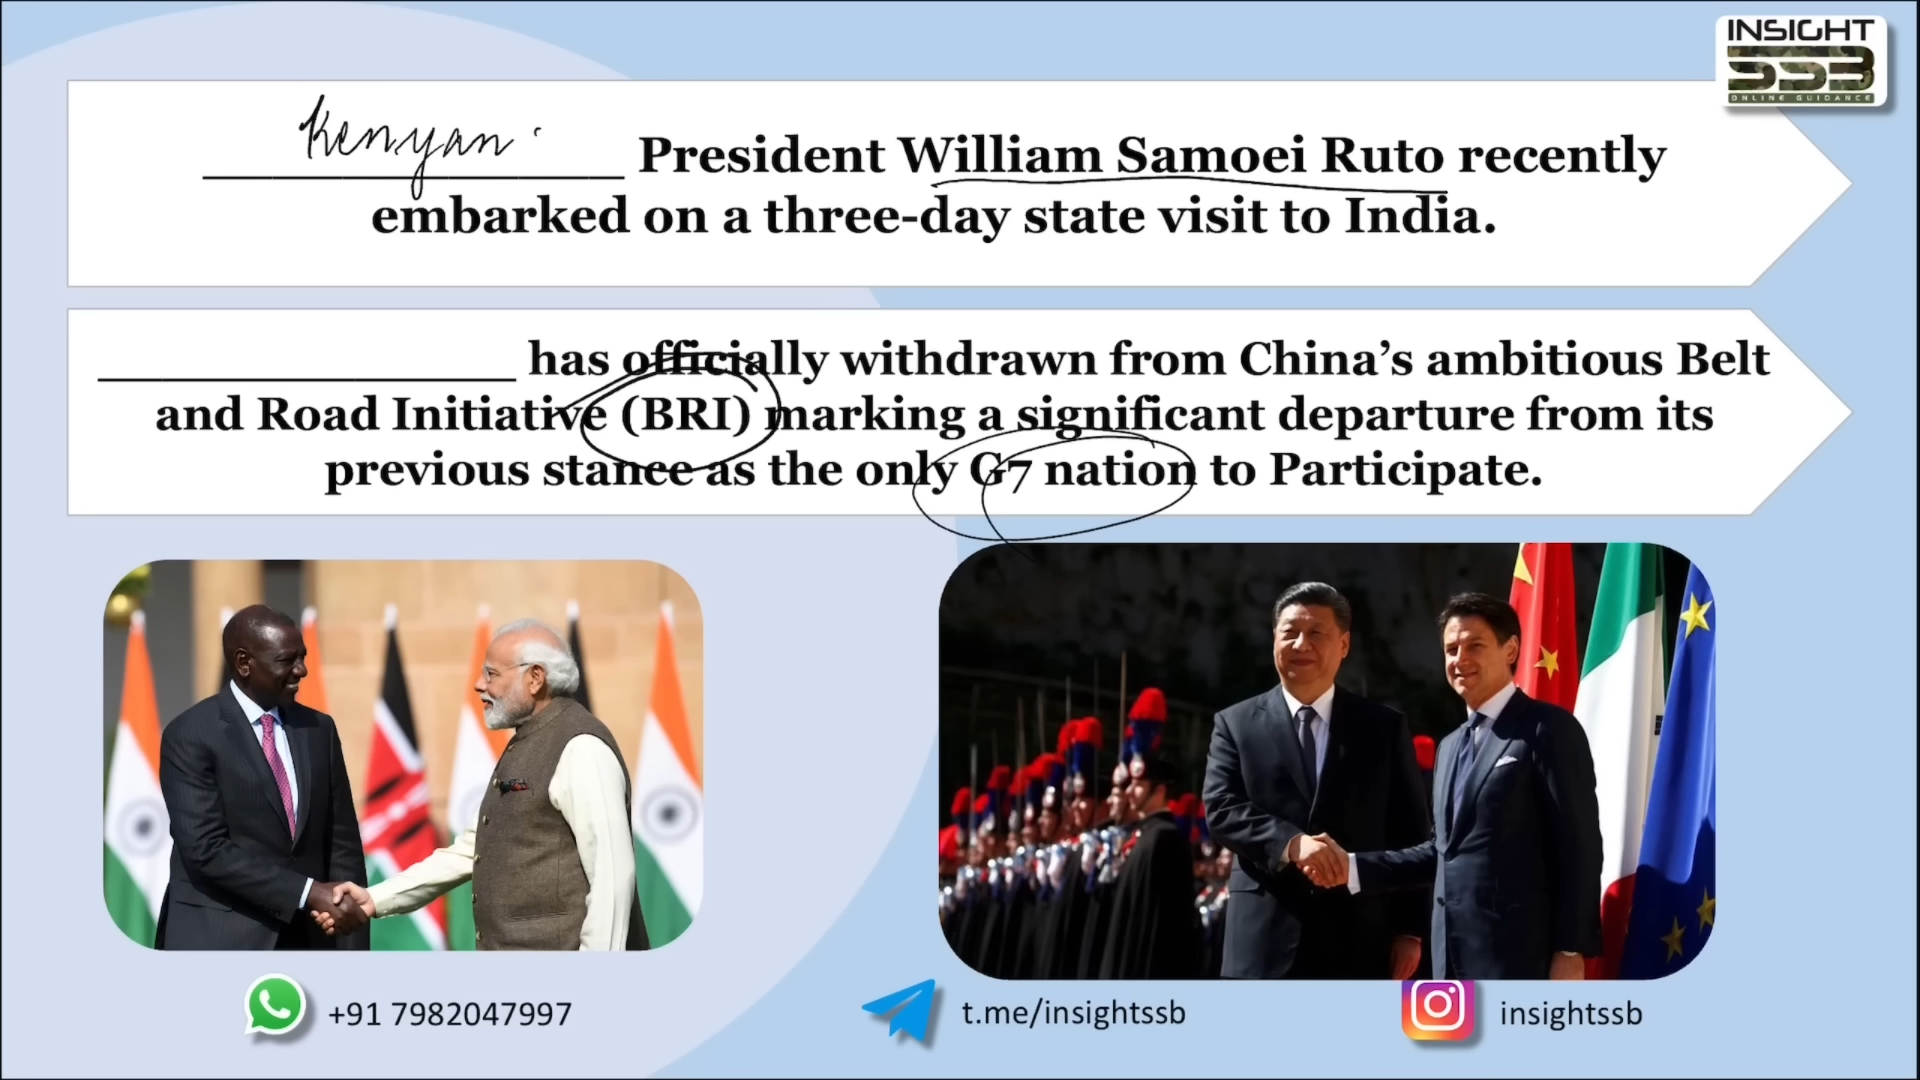 INSIGHT
SSB
ONLINE GUIDANCE
Kenyan President William Samoei Ruto recently
embarked on a three-day state visit to India.
has officially withdrawn from China's ambitious Belt
and Road Initiative (BRI) marking a significant departure from its
previous stance as the only G7 nation to Participate.
+91 7982047997
t.me/insightssb
insightssb